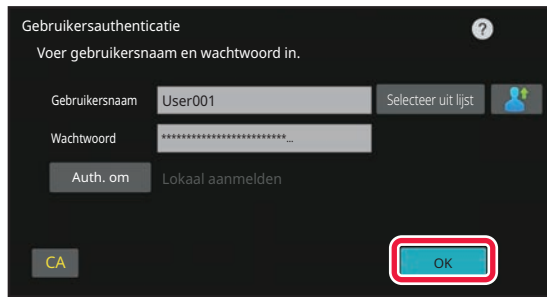 Gebruikersauthenticatie
?
Voer gebruikersnaam en wachtwoord in.
Gebruikersnaam User001 Selecteer uit lijst
Wachtwoord *************************...
Auth. om Lokaal aanmelden
CA OK